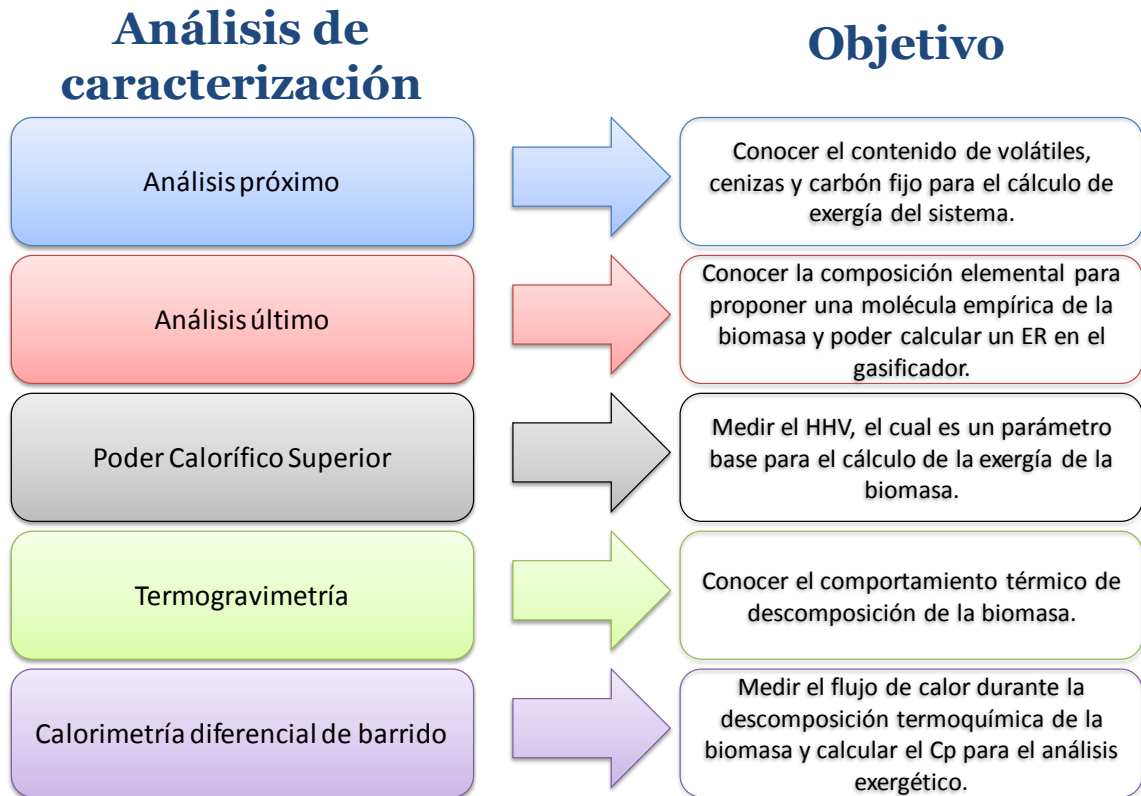 Análisis de
caracterización
Objetivo
Análisis próximo
Conocer el contenido de volátiles,
cenizas y carbón fijo para el cálculo de
exergía del sistema.
Análisis último
Conocer la composición elemental para
proponer una molécula empírica de la
biomasa y poder calcular un ER en el
gasificador.
Poder Calorífico Superior
Medir el HHV, el cual es un parámetro
base para el cálculo de la exergía de la
biomasa.
Termogravimetría
Conocer el comportamiento térmico de
descomposición de la biomasa.
Calorimetría diferencial de barrido
Medir el flujo de calor durante la
descomposición termoquímica de la
biomasa y calcular el Cp para el análisis
exergético.